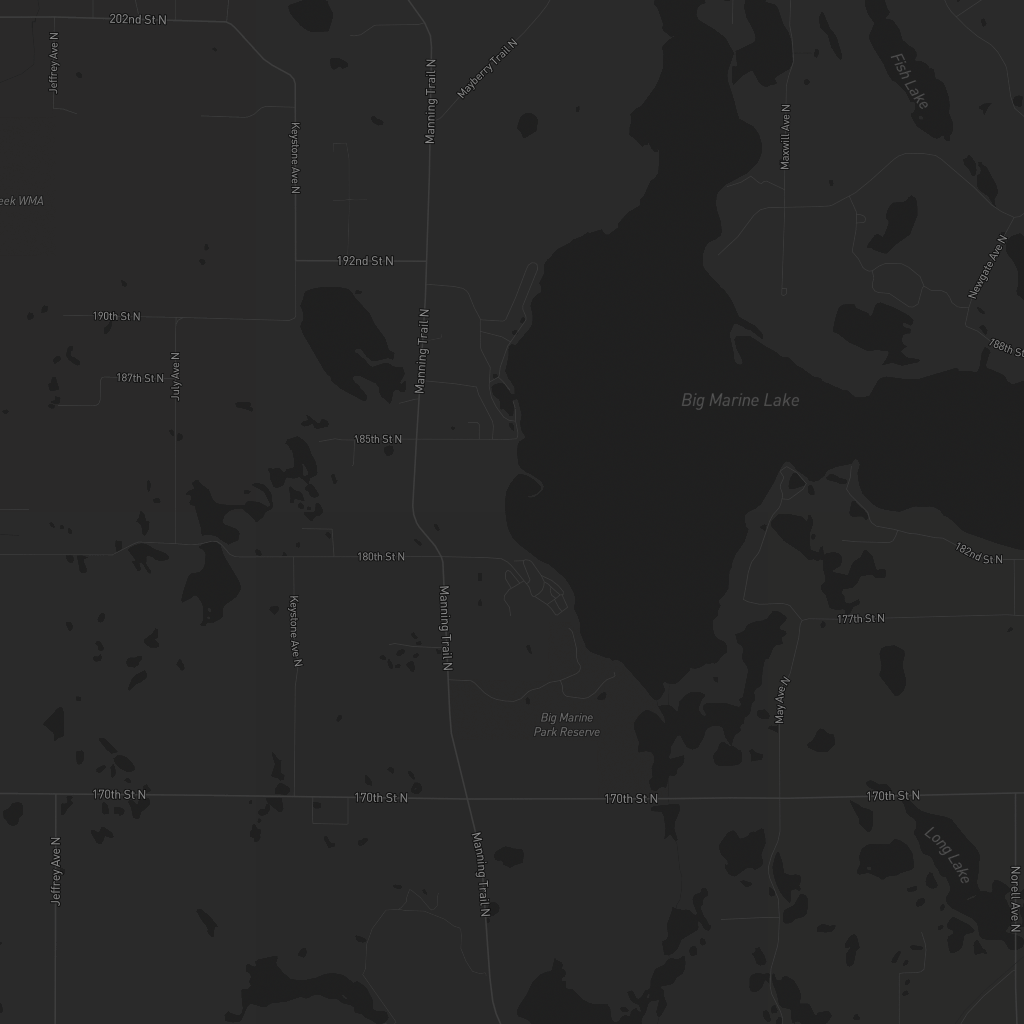 202nd St N
Jeffrey Ave N
Manning Trail N
Mayberry Trail N
Fish Lake
Maxwill Ave N
Keystone Ave N
eek WMA
192nd St N
Newgate Ave N
190th St N
Manning Trail N
188th St
187th St N
July Ave N
Big Marine Lake
185th St N
180th St N
182nd St N
Manning Trail N
Keystone Ave N
177th St N
May Ave N
Big Marine
Park Reserve
170th St N
170th St N
170th St N
170th St N
Long Lake
Jeffrey Ave N
Manning Trail N
Norell Ave N